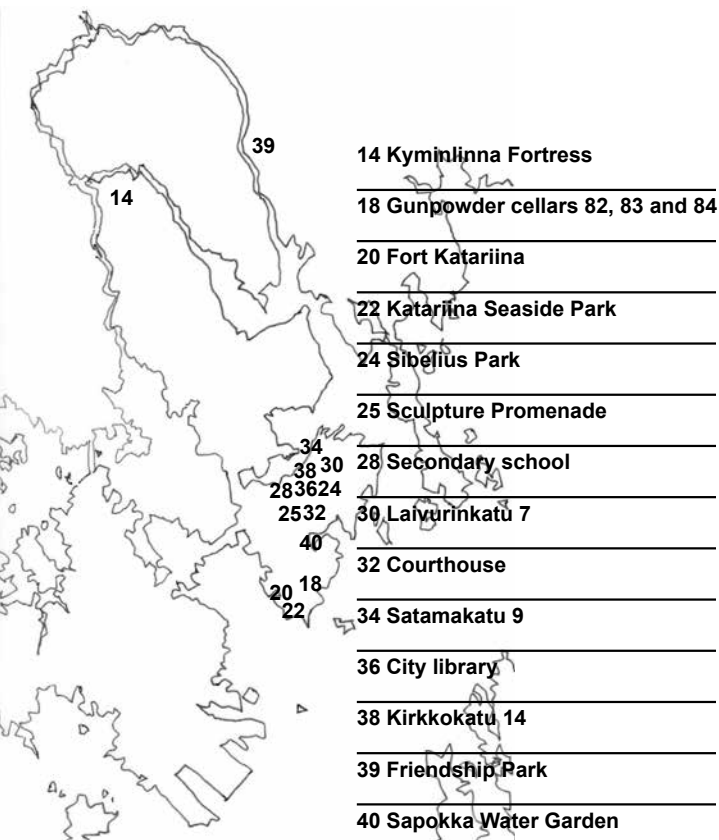 39
14
34
38 30
28 36 24
25 32
40
18
20
22
14 Kyminlinna Fortress
18 Gunpowder cellars 82, 83 and 84
20 Fort Katariina
22 Katariina Seaside Park
24 Sibelius Park
25 Sculpture Promenade
28 Secondary school
30 Laivurinkatu 7
32 Courthouse
34 Satamakatu 9
36 City library
38 Kirkkokatu 14
39 Friendship Park
40 Sapokka Water Garden